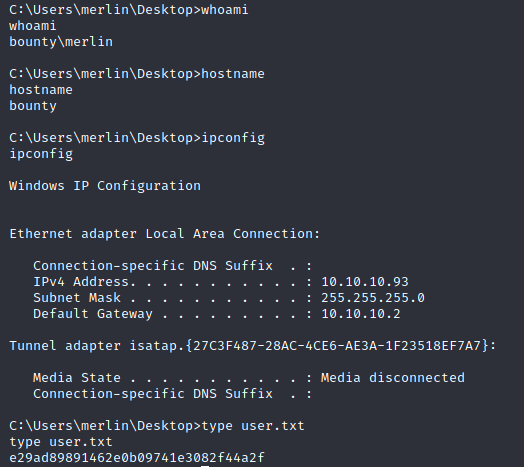 C:\Users\merlin\Desktop>whoami
whoami
bounty\merlin
C:\Users\merlin\Desktop>hostname
hostname
bounty
C:\Users\merlin\Desktop>ipconfig
ipconfig
Windows IP Configuration
Ethernet adapter Local Area Connection:
   Connection-specific DNS Suffix  . :
   IPv4 Address. . . . . . . . . . . : 10.10.10.93
   Subnet Mask . . . . . . . . . . . : 255.255.255.0
   Default Gateway . . . . . . . . . : 10.10.10.2
Tunnel adapter isatap.{27C3F487-28AC-4CE6-AE3A-1F23518EF7A7}:
   Media State . . . . . . . . . . . : Media disconnected
   Connection-specific DNS Suffix  . :
C:\Users\merlin\Desktop>type user.txt
type user.txt
e29ad89891462e0b09741e3082f44a2f